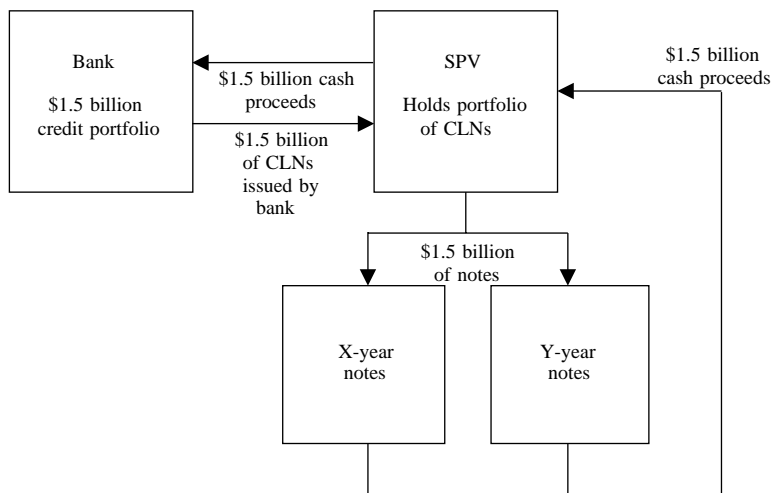 Bank
$1.5 billion
credit portfolio
$1.5 billion cash
proceeds
$1.5 billion
of CLNs
issued by
bank
SPV
Holds portfolio
of CLNs
$1.5 billion
cash proceeds
$1.5 billion
of notes
X-year
notes
Y-year
notes